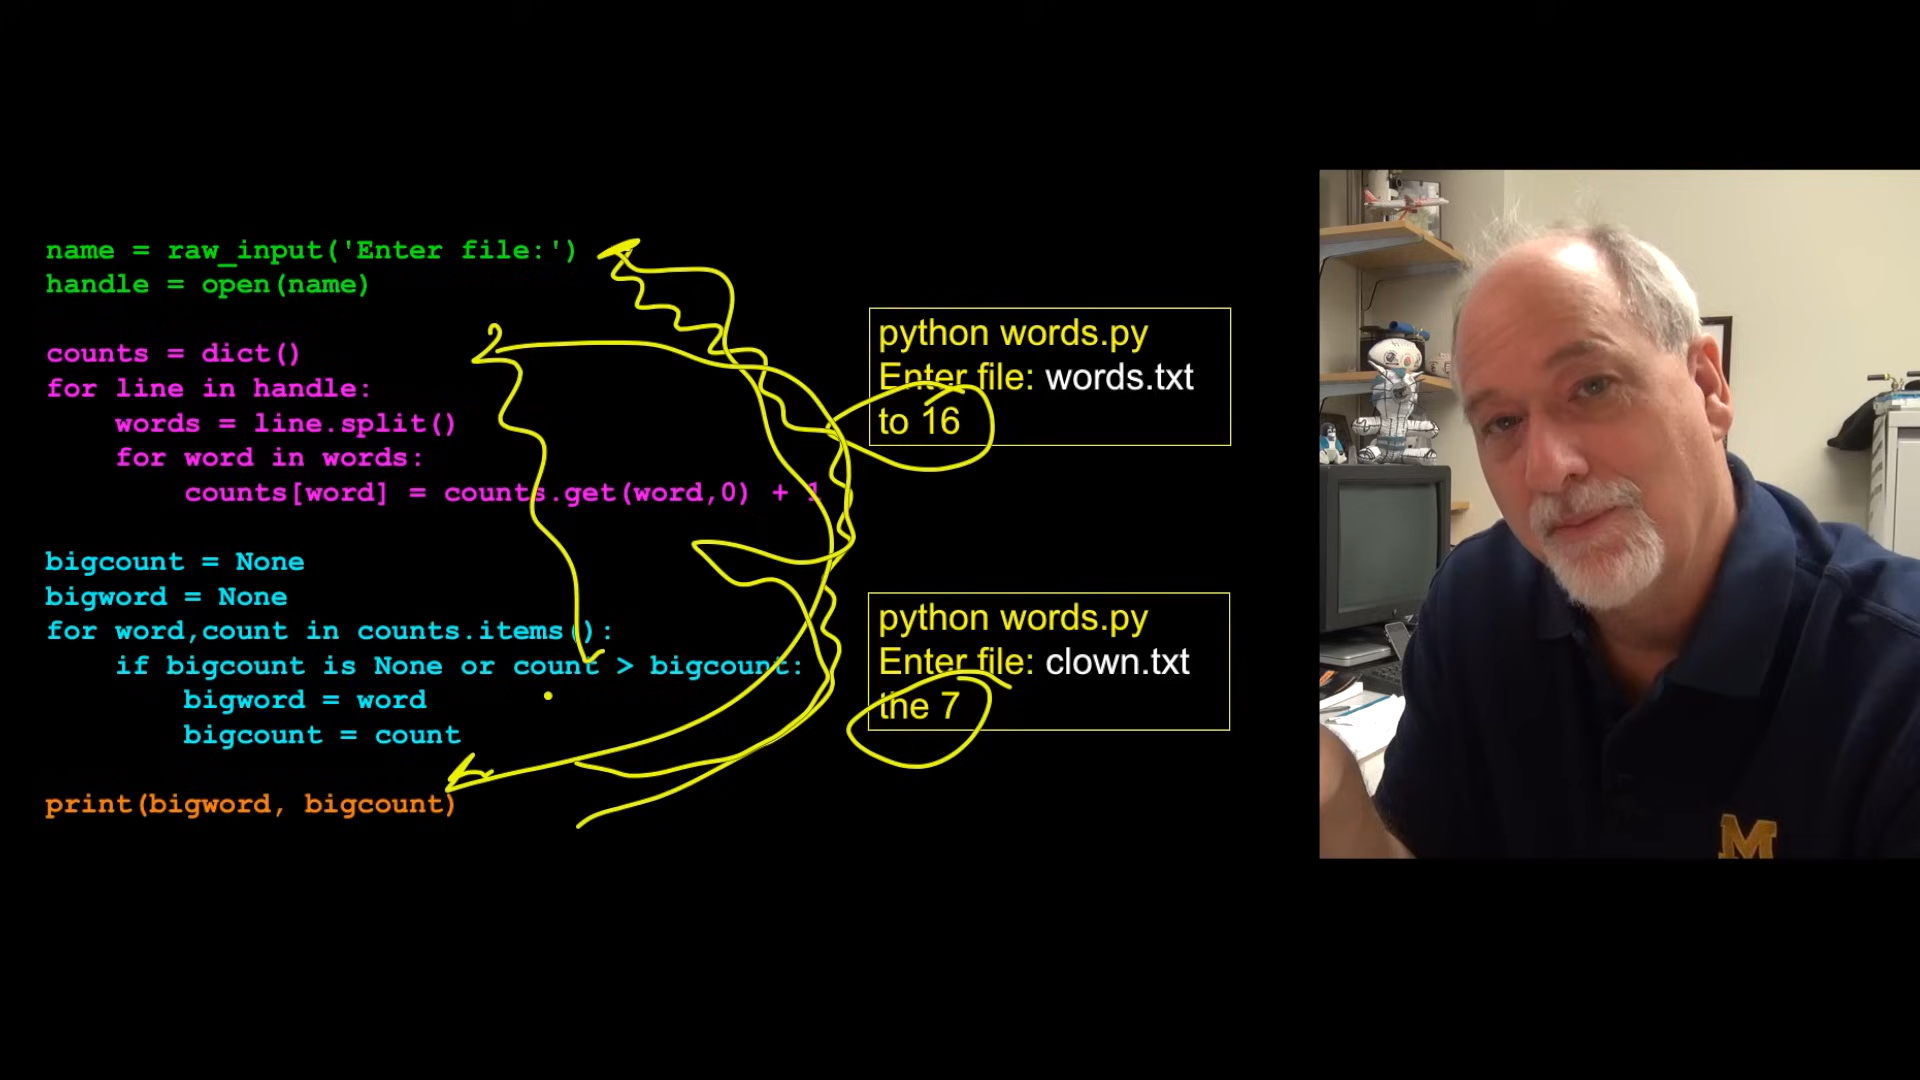 name = raw_input('Enter file:')
handle = open(name)
counts = dict()
for line in handle:
    words = line.split()
    for word in words:
        counts[word] = counts.get(word,0) + 1
bigcount = None
bigword = None
for word,count in counts.items():
    if bigcount is None or count > bigcount:
        bigword = word
        bigcount = count
print(bigword, bigcount)
python words.py
Enter file: words.txt
to 16
python words.py
Enter file: clown.txt
the 7
M